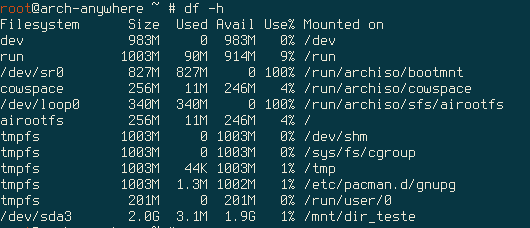 root@arch-anywhere ~ # df -h
Filesystem Size Used Avail Use% Mounted on
dev 983M 0 983M 0% /dev
run 1003M 90M 914M 9% /run
/dev/sr0 827M 827M 0 100% /run/archiso/bootmnt
cowspace 256M 11M 246M 4% /run/archiso/cowspace
/dev/loop0 340M 340M 0 100% /run/archiso/sfs/airootfs
airootfs 256M 11M 246M 4% /
tmpfs 1003M 0 1003M 0% /dev/shm
tmpfs 1003M 0 1003M 0% /sys/fs/cgroup
tmpfs 1003M 44K 1003M 1% /tmp
tmpfs 1003M 1.3M 1002M 1% /etc/pacman.d/gnupg
tmpfs 201M 0 201M 0% /run/user/0
/dev/sda3 2.0G 3.1M 1.9G 1% /mnt/dir_teste